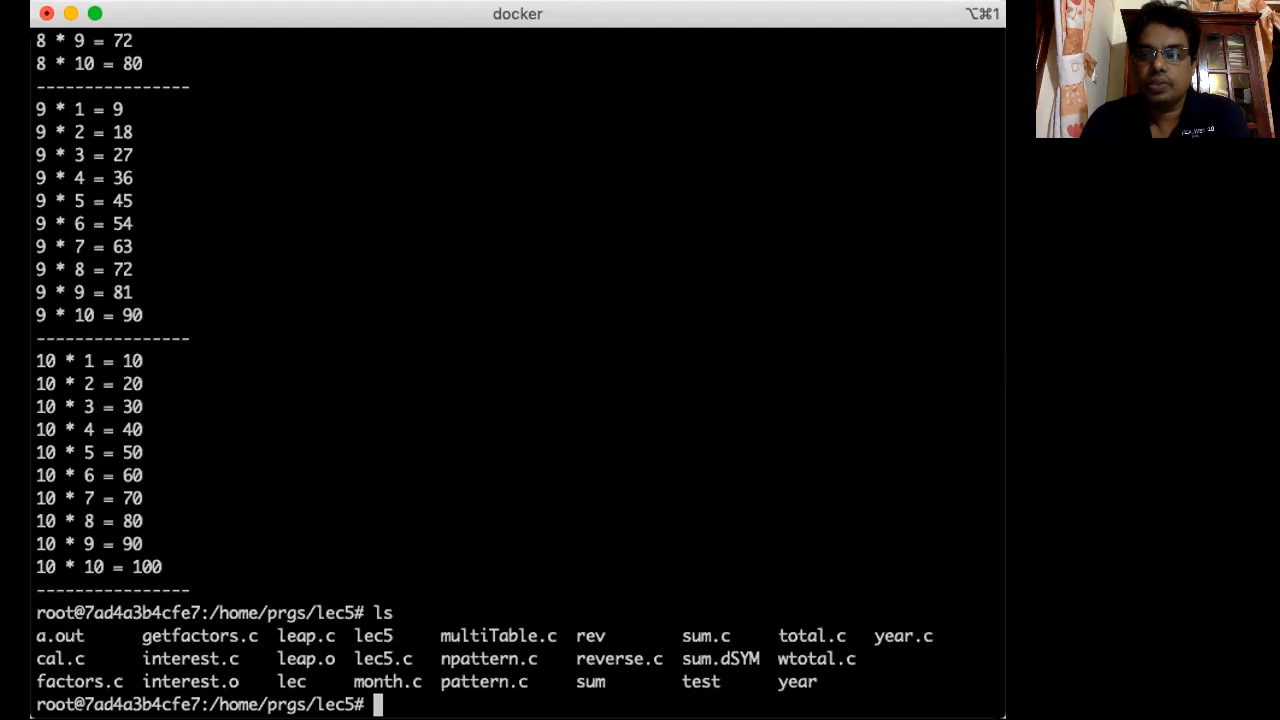 docker
⌥⌘1
8 * 9 = 72
8 * 10 = 80
----------------
9 * 1 = 9
9 * 2 = 18
9 * 3 = 27
9 * 4 = 36
9 * 5 = 45
9 * 6 = 54
9 * 7 = 63
9 * 8 = 72
9 * 9 = 81
9 * 10 = 90
----------------
10 * 1 = 10
10 * 2 = 20
10 * 3 = 30
10 * 4 = 40
10 * 5 = 50
10 * 6 = 60
10 * 7 = 70
10 * 8 = 80
10 * 9 = 90
10 * 10 = 100
----------------
root@7ad4a3b4cfe7:/home/prgs/lec5# ls
a.out getfactors.c leap.c lec5 multiTable.c rev sum.c total.c year.c
cal.c interest.c leap.o lec5.c npattern.c reverse.c sum.dSYM wtotal.c
factors.c interest.o lec month.c pattern.c sum test year
root@7ad4a3b4cfe7:/home/prgs/lec5#